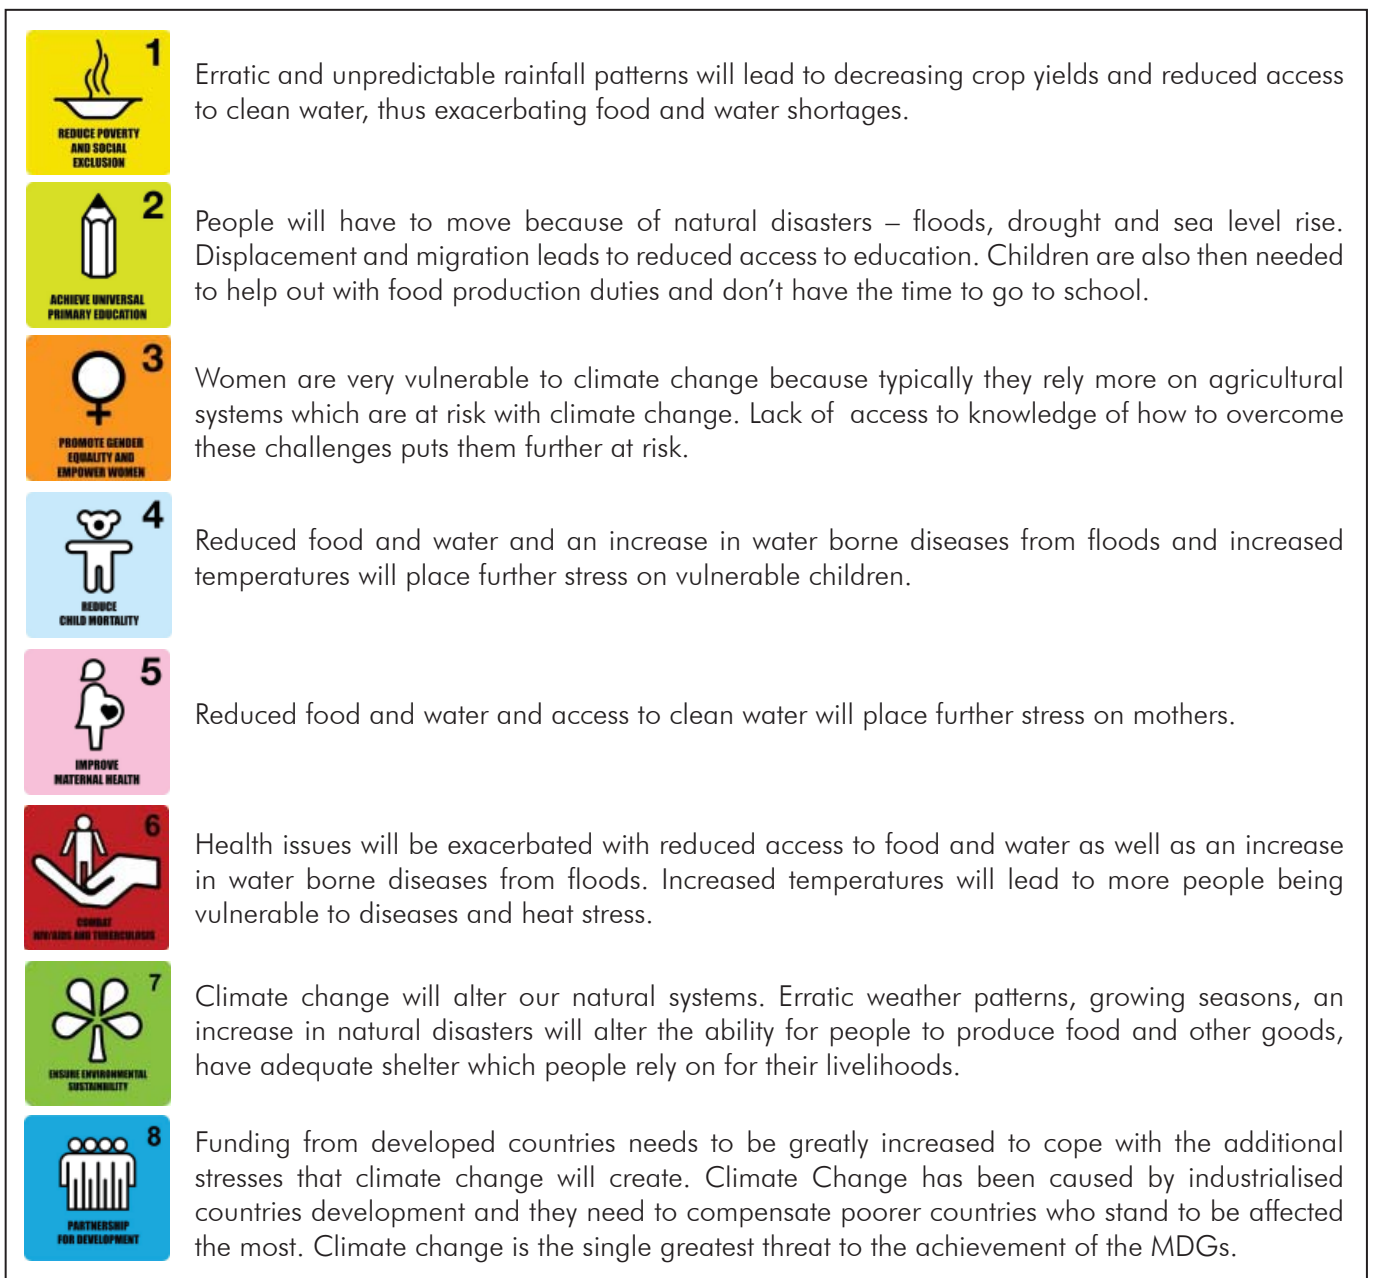 1
REDUCE POVERTY
AND SOCIAL
EXCLUSION
Erratic and unpredictable rainfall patterns will lead to decreasing crop yields and reduced access
to clean water, thus exacerbating food and water shortages.
2
ACHIEVE UNIVERSAL
PRIMARY EDUCATION
People will have to move because of natural disasters – floods, drought and sea level rise.
Displacement and migration leads to reduced access to education. Children are also then needed
to help out with food production duties and don’t have the time to go to school.
3
PROMOTE GENDER
EQUALITY AND
EMPOWER WOMEN
Women are very vulnerable to climate change because typically they rely more on agricultural
systems which are at risk with climate change. Lack of access to knowledge of how to overcome
these challenges puts them further at risk.
4
REDUCE
CHILD MORTALITY
Reduced food and water and an increase in water borne diseases from floods and increased
temperatures will place further stress on vulnerable children.
5
IMPROVE
MATERNAL HEALTH
Reduced food and water and access to clean water will place further stress on mothers.
6
COMBAT
HIV/AIDS AND TUBERCULOSIS
Health issues will be exacerbated with reduced access to food and water as well as an increase
in water borne diseases from floods. Increased temperatures will lead to more people being
vulnerable to diseases and heat stress.
7
ENSURE ENVIRONMENTAL
SUSTAINBILITY
Climate change will alter our natural systems. Erratic weather patterns, growing seasons, an
increase in natural disasters will alter the ability for people to produce food and other goods,
have adequate shelter which people rely on for their livelihoods.
8
PARTNERSHIP
FOR DEVELOPMENT
Funding from developed countries needs to be greatly increased to cope with the additional
stresses that climate change will create. Climate Change has been caused by industrialised
countries development and they need to compensate poorer countries who stand to be affected
the most. Climate change is the single greatest threat to the achievement of the MDGs.